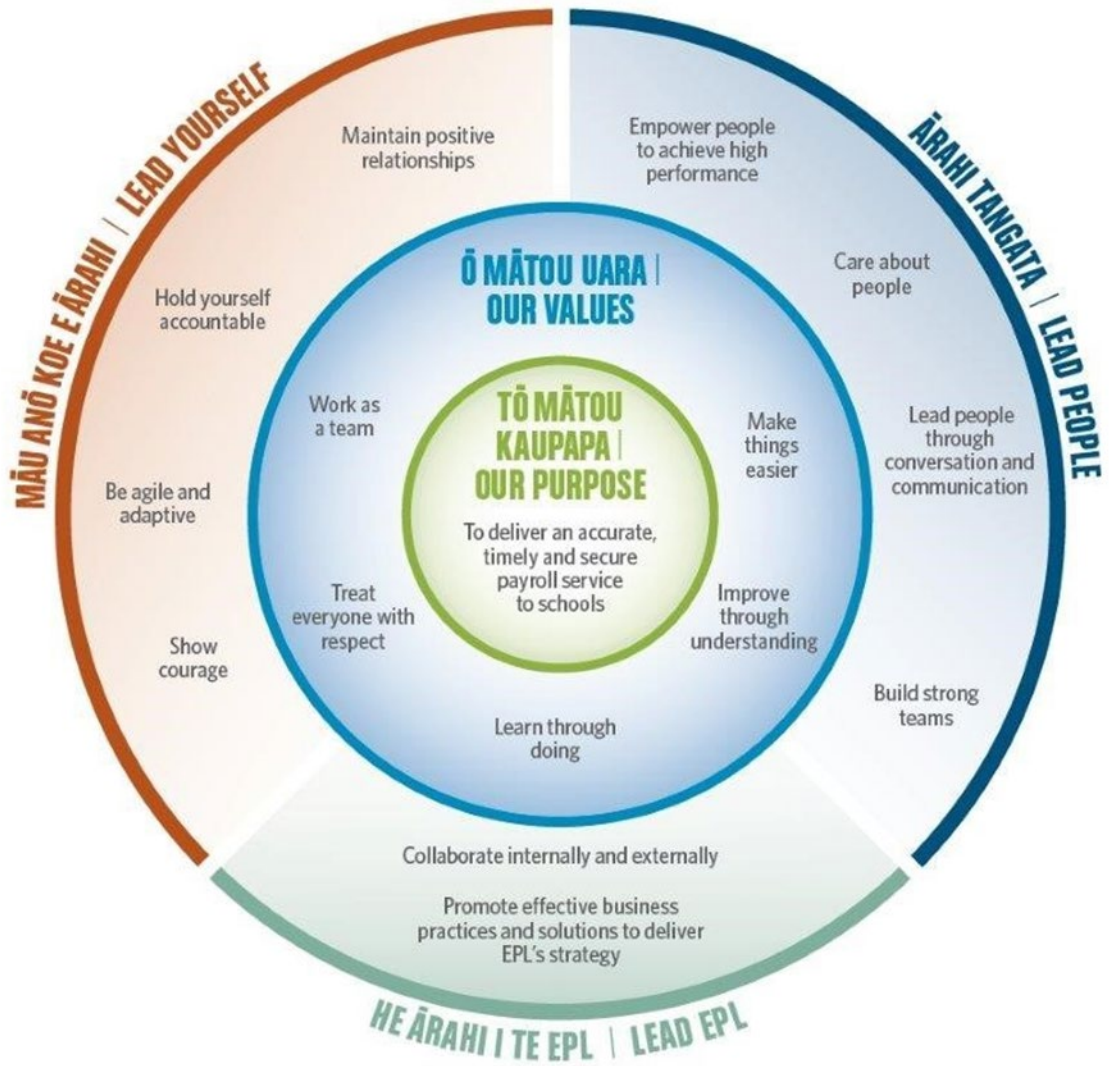 MĀU ANŌ KOE E ĀRAHI | LEAD YOURSELF
Maintain positive
relationships
Hold yourself
accountable
Be agile and
adaptive
Show
courage
ĀRAHI TANGATA | LEAD PEOPLE
Empower people
to achieve high
performance
Care about
people
Lead people
through
conversation and
communication
Build strong
teams
Ō MĀTOU UARA |
OUR VALUES
Work as
a team
Make
things
easier
Treat
everyone with
respect
Improve
through
understanding
Learn through
doing
TŌ MĀTOU
KAUPAPA |
OUR PURPOSE
To deliver an accurate,
timely and secure
payroll service
to schools
Collaborate internally and externally
Promote effective business
practices and solutions to deliver
EPL's strategy
HE ĀRAHI I TE EPL | LEAD EPL